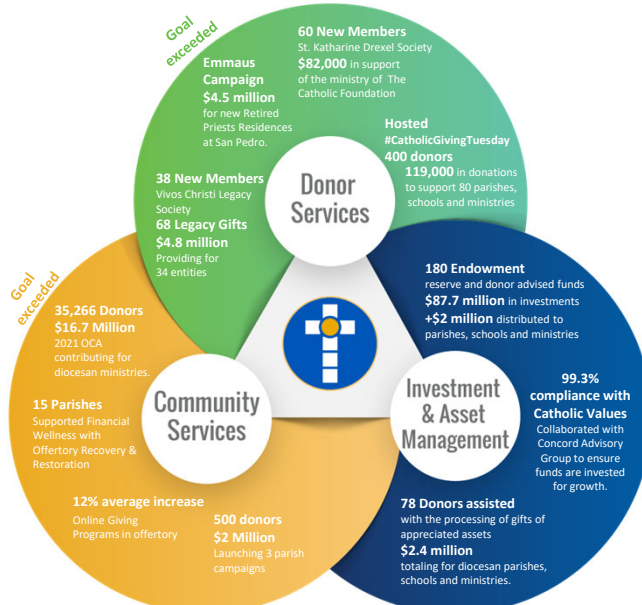 Goal
exceeded
60 New Members
St. Katharine Drexel Society
$82,000 in support
of the ministry of The
Catholic Foundation
Emmaus
Campaign
$4.5 million
for new Retired
Priests Residences
at San Pedro.
Hosted
#CatholicGivingTuesday
400 donors
119,000 in donations
to support 80 parishes,
schools and ministries
38 New Members
Vivos Christi Legacy
Society
68 Legacy Gifts
$4.8 million
Providing for
34 entities
Donor
Services
Goal
exceeded
35,266 Donors
$16.7 Million
2021 OCA
contributing for
diocesan ministries.
15 Parishes
Supported Financial
Wellness with
Offertory Recovery &
Restoration
12% average increase
Online Giving
Programs in offertory
500 donors
$2 Million
Launching 3 parish
campaigns
Community
Services
180 Endowment
reserve and donor advised funds
$87.7 million in investments
+$2 million distributed to
parishes, schools and ministries
Investment
& Asset
Management
99.3%
compliance with
Catholic Values
Collaborated with
Concord Advisory
Group to ensure
funds are invested
for growth.
78 Donors assisted
with the processing of gifts of
appreciated assets
$2.4 million
totaling for diocesan parishes,
schools and ministries.